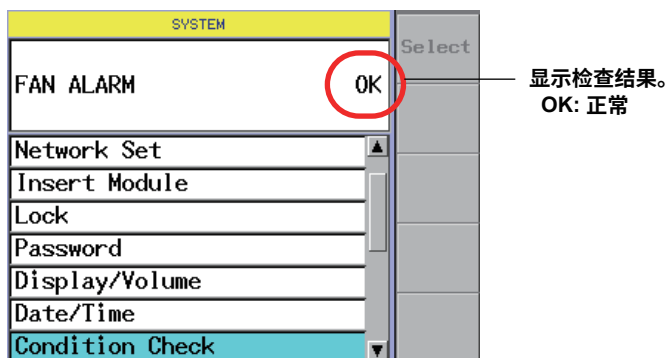 SYSTEM
Select
FAN ALARM OK
显示检查结果。
OK: 正常
Network Set
Insert Module
Lock
Password
Display/Volume
Date/Time
Condition Check